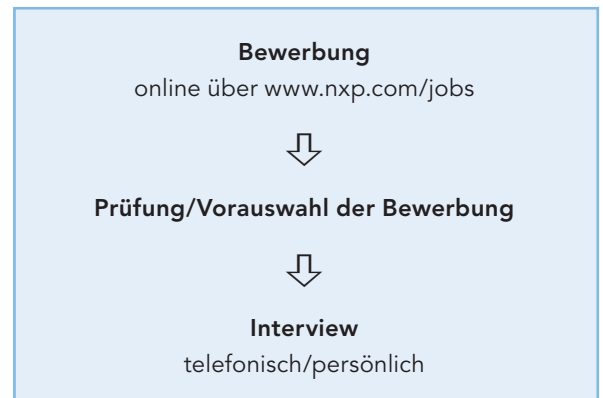 Bewerbung
online über www.nxp.com/jobs
Prüfung/Vorauswahl der Bewerbung
Interview
telefonisch/persönlich